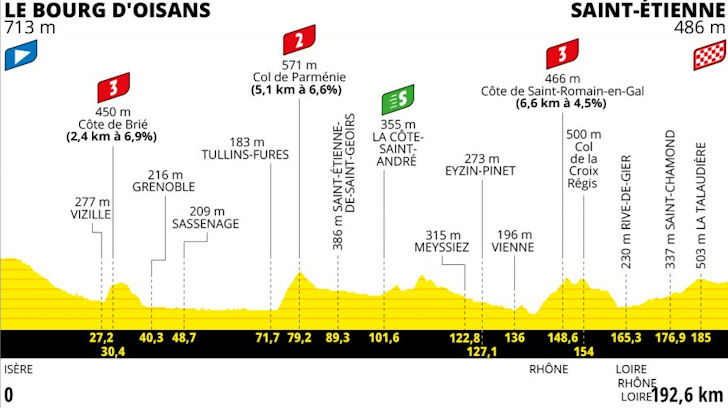 LE BOURG D'OISANS
713 m
SAINT-ÉTIENNE
486 m
3
450 m
Côte de Brié
(2,4 km à 6,9%)
2
571 m
Col de Parménie
(5,1 km à 6,6%)
S
355 m
LA CÔTE-
SAINT-
ANDRÉ
3
466 m
Côte de Saint-Romain-en-Gal
(6,6 km à 4,5%)
500 m
Col
de la
Croix
Régis
277 m
VIZILLE
216 m
GRENOBLE
209 m
SASSENAGE
183 m
TULLINS-FURES
386 m SAINT-ÉTIENNE-
DE-SAINT-GEOIRS
315 m
MEYSSIEZ
273 m
EYZIN-PINET
196 m
VIENNE
230 m RIVE-DE-GIER
337 m SAINT-CHAMOND
503 m LA TALAUDIÈRE
27,2
30,4
40,3
48,7
71,7
79,2
89,3
101,6
122,8
127,1
136
148,6
154
165,3
176,9
185
ISÈRE
RHÔNE
LOIRE
RHÔNE
LOIRE
0
192,6 km